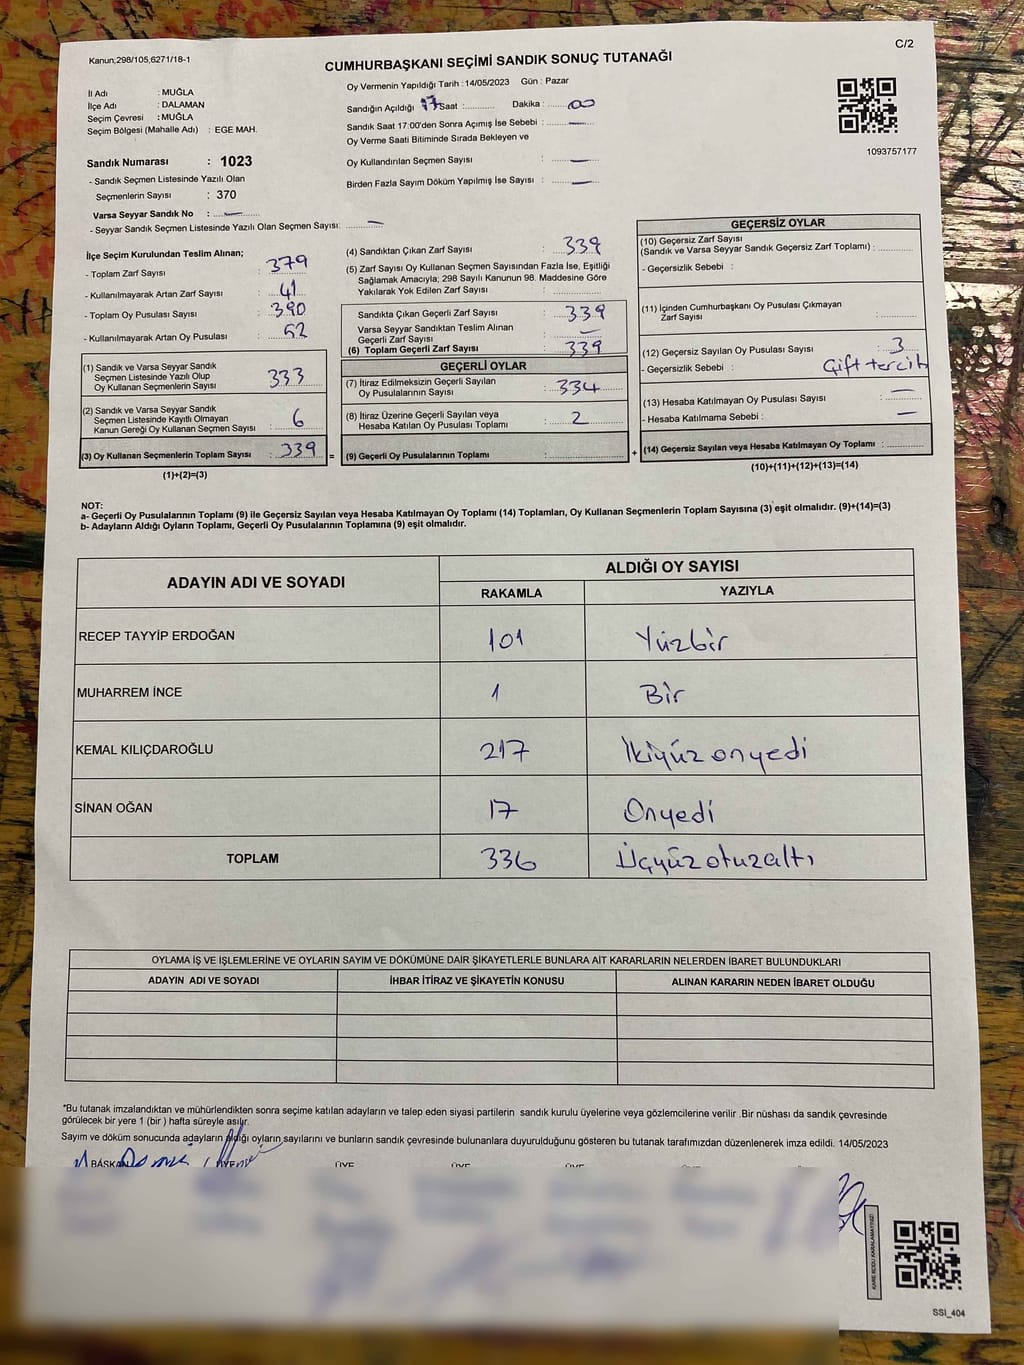 C/2
Kanun;298/105,6271/18-1
CUMHURBAŞKANI SEÇİMİ SANDIK SONUÇ TUTANAĞI
İl Adı : MUĞLA
İlçe Adı : DALAMAN
Seçim Çevresi : MUĞLA
Seçim Bölgesi (Mahalle Adı) : EGE MAH.
Sandık Numarası : 1023
- Sandık Seçmen Listesinde Yazılı Olan
Seçmenlerin Sayısı : 370
Varsa Seyyar Sandık No : —
- Seyyar Sandık Seçmen Listesinde Yazılı Olan Seçmen Sayısı: —
Oy Vermenin Yapıldığı Tarih :14/05/2023 Gün : Pazar
Sandığın Açıldığı 17 Saat :........... Dakika : 00
Sandık Saat 17:00'den Sonra Açımış İse Sebebi : —
Oy Verme Saati Bitiminde Sırada Bekleyen ve
Oy Kullandırılan Seçmen Sayısı : —
Birden Fazla Sayım Döküm Yapılmış İse Sayısı : —
1093757177
İlçe Seçim Kurulundan Teslim Alınan;
- Toplam Zarf Sayısı : 379
- Kullanılmayarak Artan Zarf Sayısı : 41
- Toplam Oy Pusulası Sayısı : 390
- Kullanılmayarak Artan Oy Pusulası : 52
(1) Sandık ve Varsa Seyyar Sandık
Seçmen Listesinde Yazılı Olup
Oy Kullanan Seçmenlerin Sayısı : 333
(2) Sandık ve Varsa Seyyar Sandık
Seçmen Listesinde Kayıtlı Olmayan
Kanun Gereği Oy Kullanan Seçmen Sayısı : 6
(3) Oy Kullanan Seçmenlerin Toplam Sayısı : 339
(1)+(2)=(3)
=
(4) Sandıktan Çıkan Zarf Sayısı : 339
(5) Zarf Sayısı Oy Kullanan Seçmen Sayısından Fazla İse, Eşitliği
Sağlamak Amacıyla; 298 Sayılı Kanunun 98. Maddesine Göre
Yakılarak Yok Edilen Zarf Sayısı :
Sandıkta Çıkan Geçerli Zarf Sayısı : 339
Varsa Seyyar Sandıktan Teslim Alınan
Geçerli Zarf Sayısı : —
(6) Toplam Geçerli Zarf Sayısı : 339
GEÇERLİ OYLAR
(7) İtiraz Edilmeksizin Geçerli Sayılan
Oy Pusulalarının Sayısı : 334
(8) İtiraz Üzerine Geçerli Sayılan veya
Hesaba Katılan Oy Pusulası Toplamı : 2
(9) Geçerli Oy Pusulalarının Toplamı :
+
GEÇERSİZ OYLAR
(10) Geçersiz Zarf Sayısı
(Sandık ve Varsa Seyyar Sandık Geçersiz Zarf Toplamı) :
- Geçersizlik Sebebi :
(11) İçinden Cumhurbaşkanı Oy Pusulası Çıkmayan
Zarf Sayısı :
(12) Geçersiz Sayılan Oy Pusulası Sayısı : 3
- Geçersizlik Sebebi : Çift tercih
(13) Hesaba Katılmayan Oy Pusulası Sayısı : —
- Hesaba Katılmama Sebebi : —
(14) Geçersiz Sayılan veya Hesaba Katılmayan Oy Toplamı :
(10)+(11)+(12)+(13)=(14)
NOT:
a- Geçerli Oy Pusulalarının Toplamı (9) ile Geçersiz Sayılan veya Hesaba Katılmayan Oy Toplamı (14) Toplamları, Oy Kullanan Seçmenlerin Toplam Sayısına (3) eşit olmalıdır. (9)+(14)=(3)
b- Adayların Aldığı Oyların Toplamı, Geçerli Oy Pusulalarının Toplamına (9) eşit olmalıdır.
ADAYIN ADI VE SOYADI
ALDIĞI OY SAYISI
RAKAMLA YAZIYLA
RECEP TAYYİP ERDOĞAN 101 Yüzbir
MUHARREM İNCE 1 Bir
KEMAL KILIÇDAROĞLU 217 İkiyüzonyedi
SİNAN OĞAN 17 Onyedi
TOPLAM 336 Üçyüzotuzaltı
OYLAMA İŞ VE İŞLEMLERİNE VE OYLARIN SAYIM VE DÖKÜMÜNE DAİR ŞİKAYETLERLE BUNLARA AİT KARARLARIN NELERDEN İBARET BULUNDUKLARI
ADAYIN ADI VE SOYADI İHBAR İTİRAZ VE ŞİKAYETİN KONUSU ALINAN KARARIN NEDEN İBARET OLDUĞU
*Bu tutanak imzalandıktan ve mühürlendikten sonra seçime katılan adayların ve talep eden siyasi partilerin sandık kurulu üyelerine veya gözlemcilerine verilir .Bir nüshası da sandık çevresinde
görülecek bir yere 1 (bir ) hafta süreyle asılır.
Sayım ve döküm sonucunda adayların aldığı oyların sayılarını ve bunların sandık çevresinde bulunanlara duyurulduğunu gösteren bu tutanak tarafımızdan düzenlenerek imza edildi. 14/05/2023
BAŞKAN ÜYE ÜYE ÜYE ÜYE
KARE KODU KARALAMAYINIZ!
SSI_404